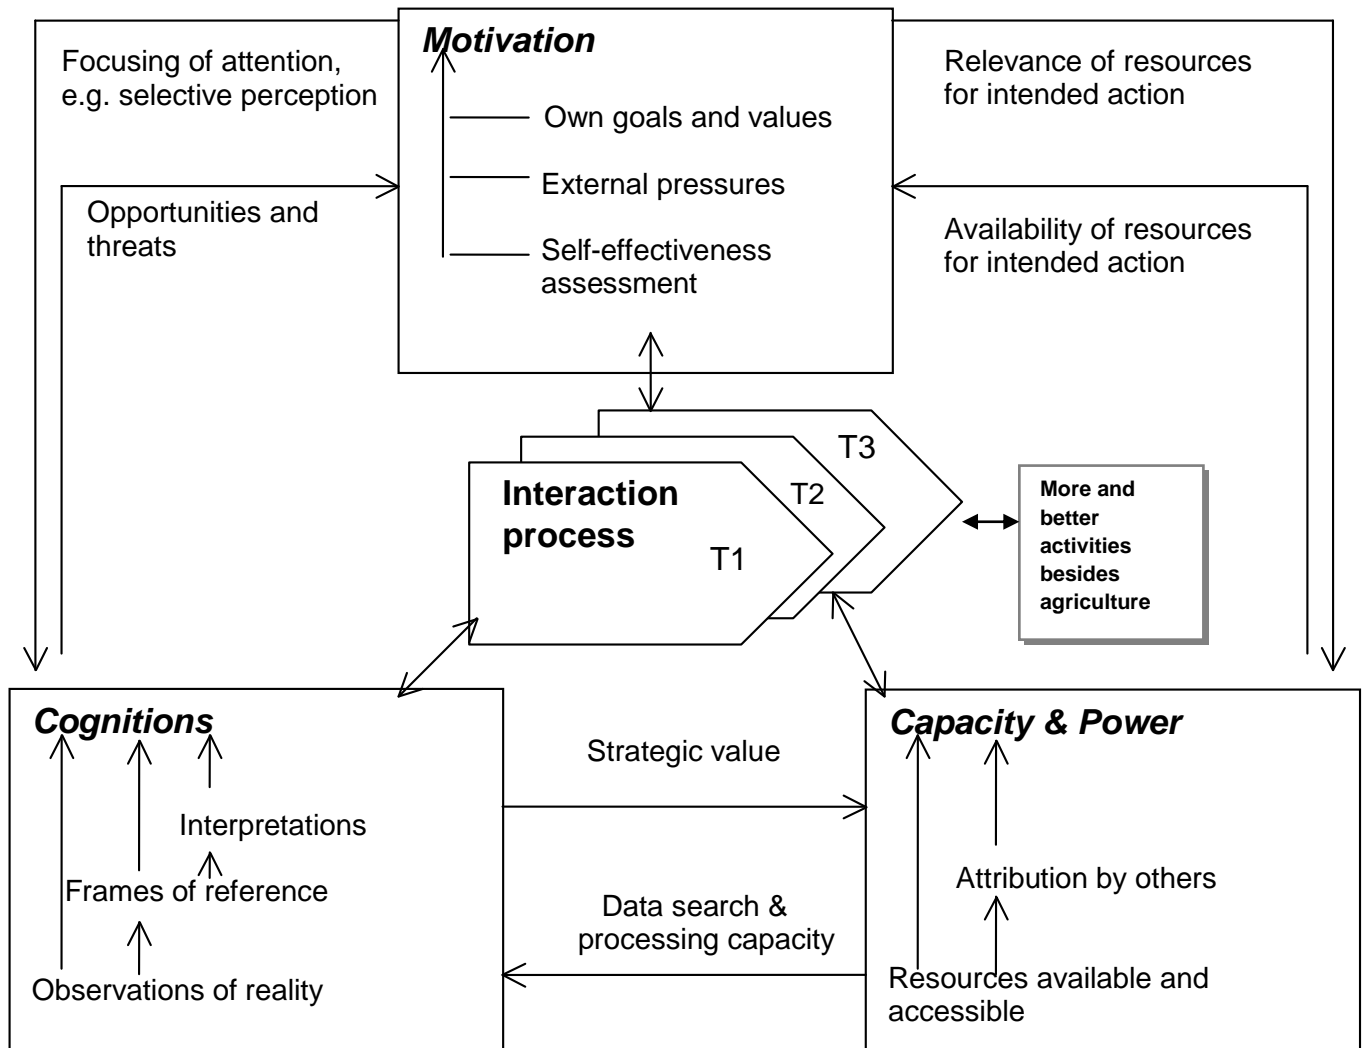 Motivation
Focusing of attention,
e.g. selective perception
Relevance of resources
for intended action
Own goals and values
External pressures
Opportunities and
threats
Self-effectiveness
assessment
Availability of resources
for intended action
T3
T2
Interaction
process
T1
More and
better
activities
besides
agriculture
Cognitions
Interpretations
Frames of reference
Observations of reality
Strategic value
Data search &
processing capacity
Capacity & Power
Attribution by others
Resources available and
accessible